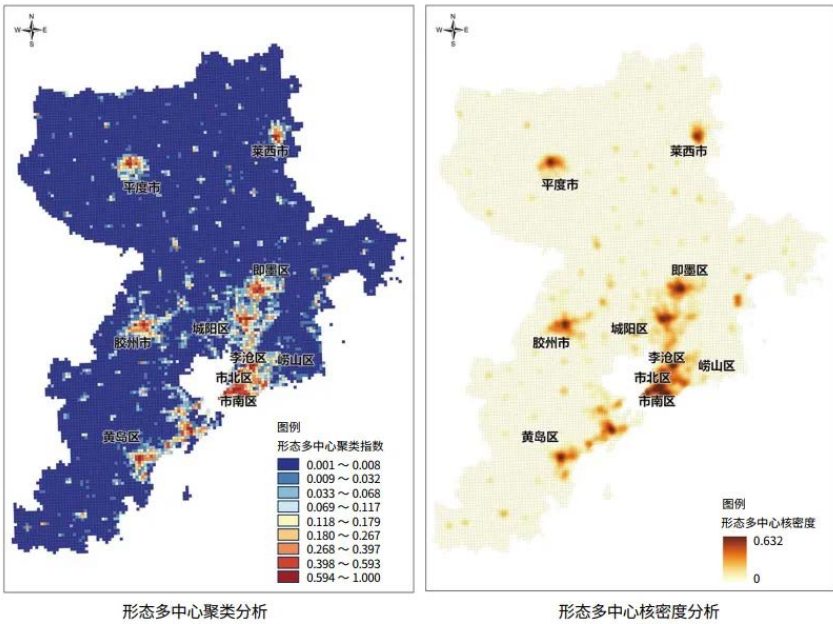 N
W E
S
莱西市
平度市
即墨区
城阳区
胶州市
李沧区
崂山区
市北区
市南区
黄岛区
图例
形态多中心聚类指数
0.001～0.008
0.009～0.032
0.033～0.068
0.069～0.117
0.118～0.179
0.180～0.267
0.268～0.397
0.398～0.593
0.594～1.000
形态多中心聚类分析
N
W E
S
莱西市
平度市
即墨区
城阳区
胶州市
李沧区
崂山区
市北区
市南区
黄岛区
图例
形态多中心核密度
0.632
0
形态多中心核密度分析